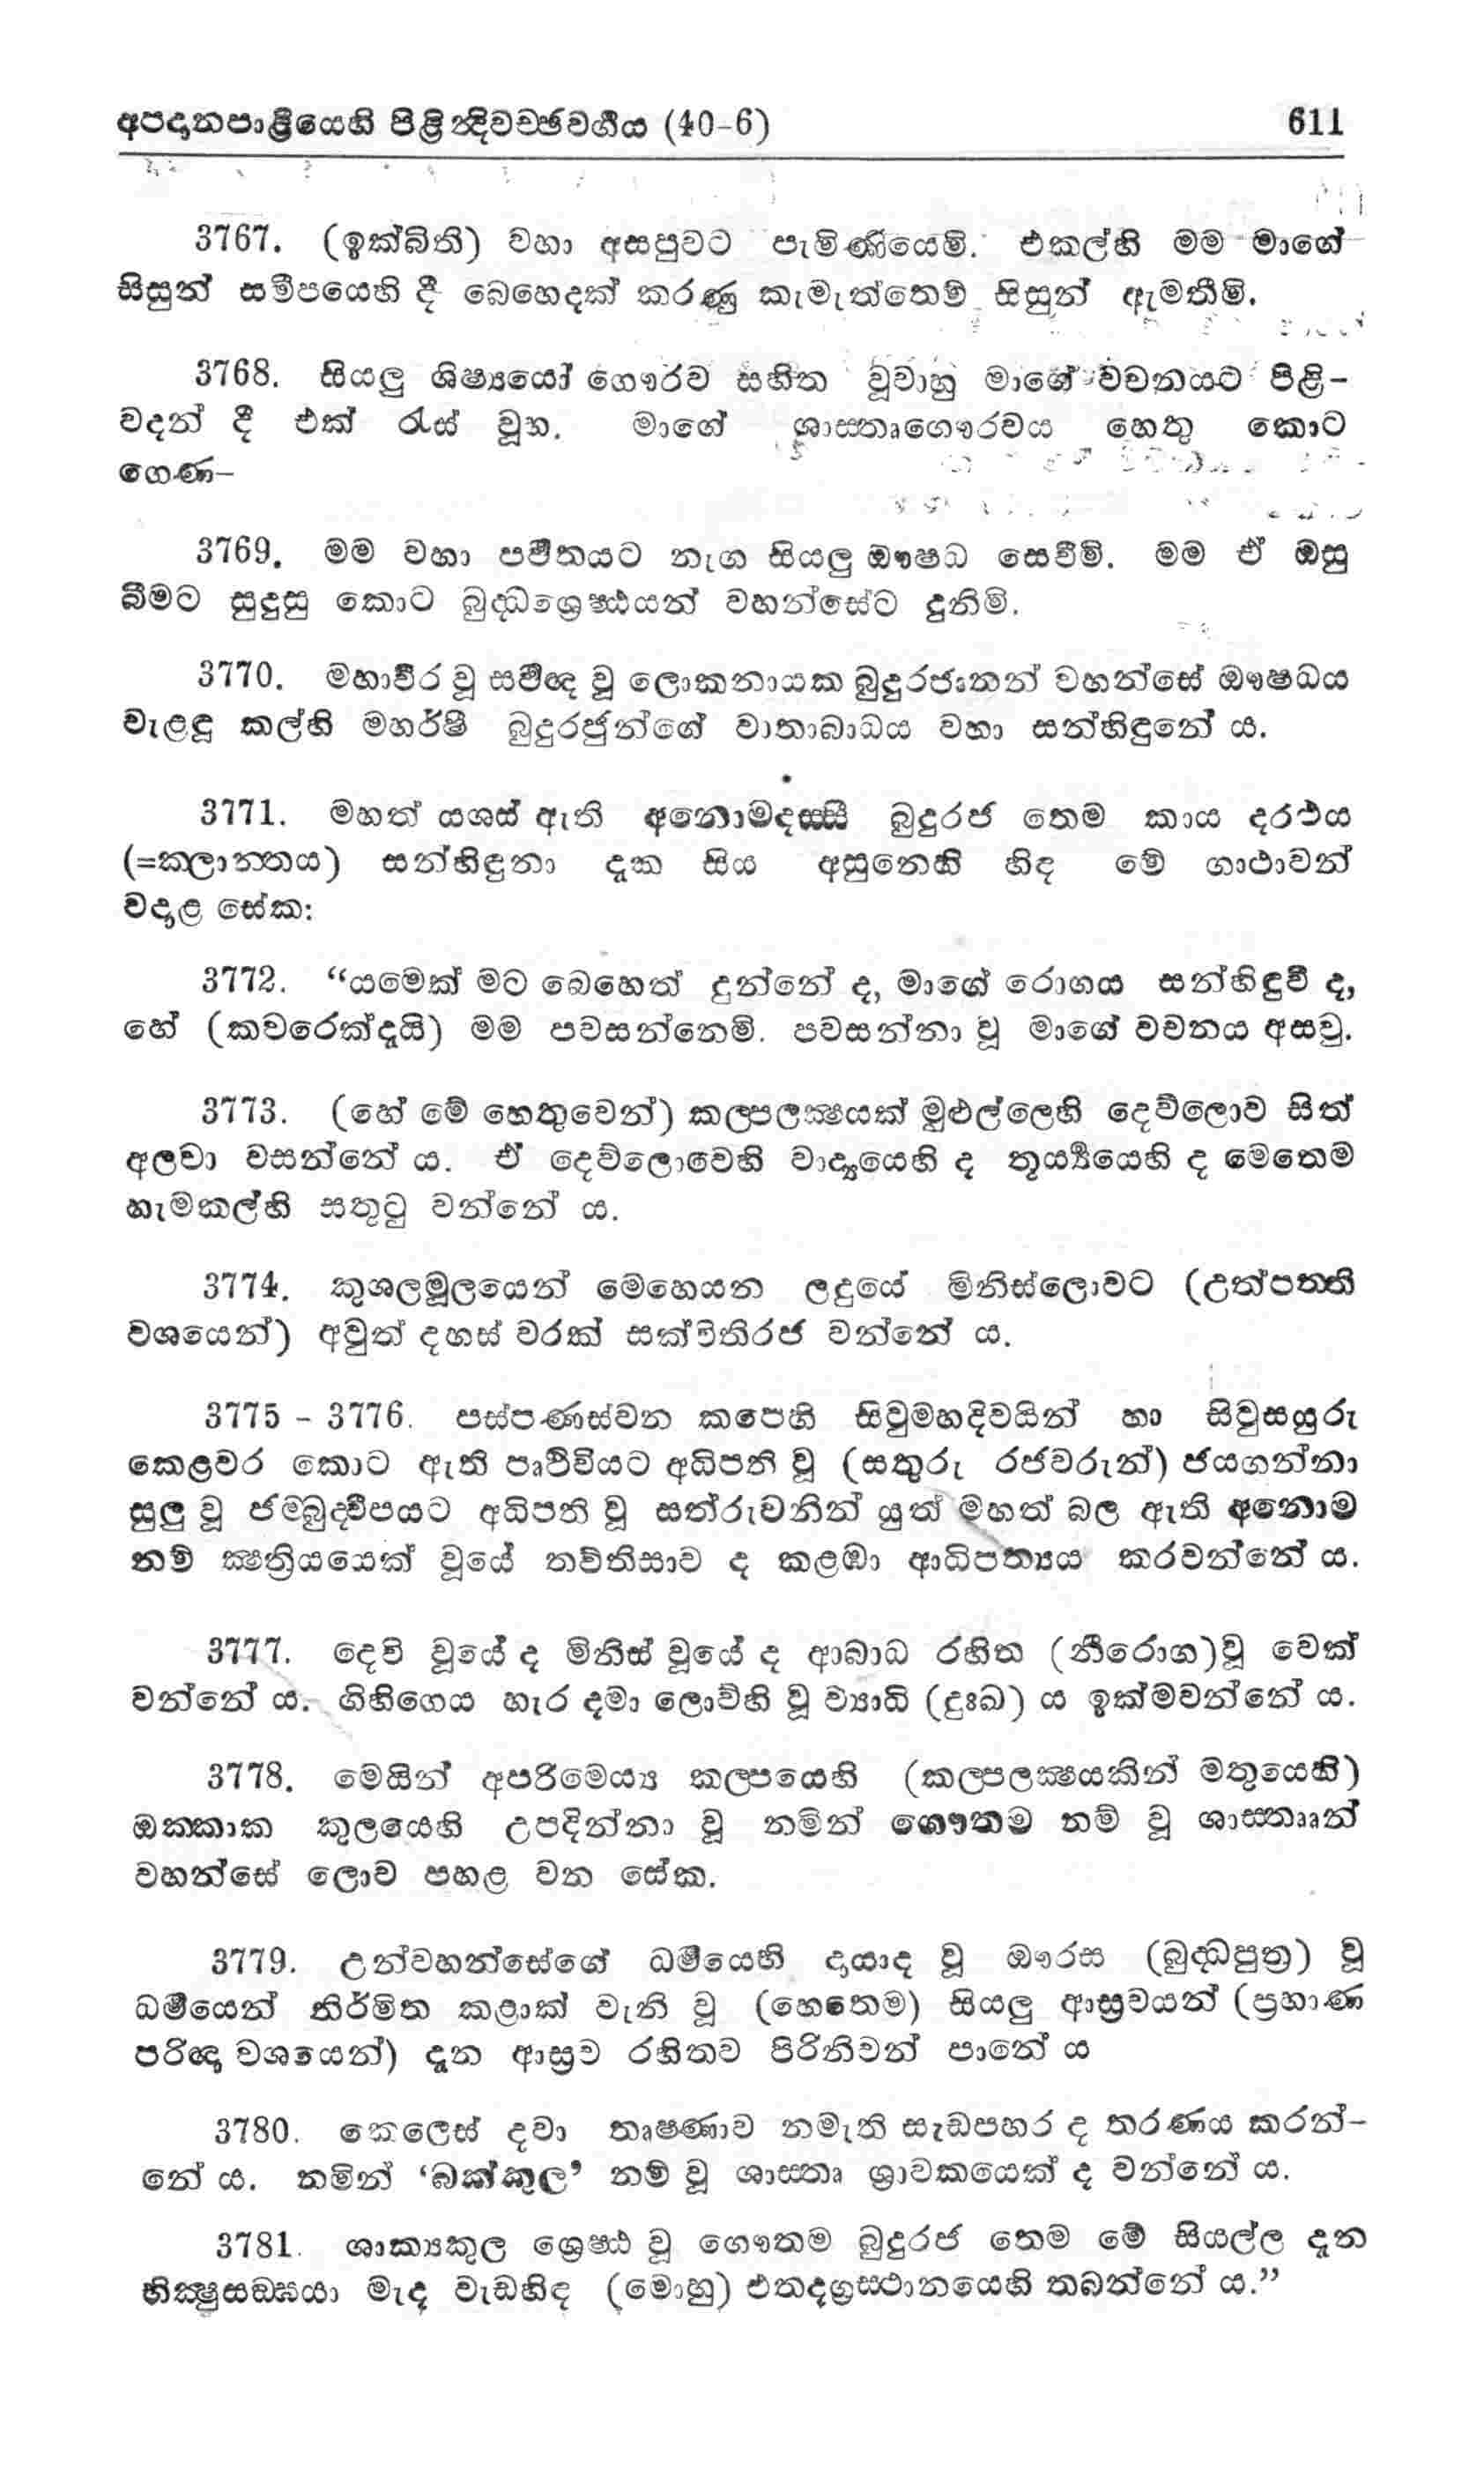 අපදානපාළියෙහි පිළින්දිවච්ඡවර්ගය (40-6) 611
3767. (ඉක්බිති) වහා අසපුවට පැමිණියෙමි. එකල්හි මම මාගේ
සිසුන් සමීපයෙහි දී බෙහෙදක් කරණු කැමැත්තෙම් සිසුන් ඇමතීමි.
3768. සියලු ශිෂ්‍යයෝ ගෞරව සහිත වූවාහු මාගේ වචනයට පිළි-
වදන් දී එක් රැස් වූහ. මාගේ ශාස්තෘගෞරවය හෙතු කොට
ගෙණ-
3769. මම වහා පර්වතයට නැග සියලු ඖෂධ සෙවීමි. මම ඒ ඔසු
බීමට සුදුසු කොට බුද්ධශ්‍රෙෂ්ඨයන් වහන්සේට දුනිමි.
3770. මහාවීර වූ සර්වඥ වූ ලොකනායක බුදුරජානන් වහන්සේ ඖෂධය
වැළඳූ කල්හි මහර්ෂී බුදුරජුන්ගේ වාතාබාධය වහා සන්හිඳුනේ ය.
3771. මහත් යශස් ඇති අනොමදස්සී බුදුරජ තෙම කාය දරථය
(=ක්ලාන්තය) සන්හිඳුනා දැක සිය අසුනෙහි හිඳ මේ ගාථාවන්
වදාළ සේක:
3772. “යමෙක් මට බෙහෙත් දුන්නේ ද, මාගේ රොගය සන්හිඳුවී ද,
හේ (කවරෙක්දැයි) මම පවසන්නෙමි. පවසන්නා වූ මාගේ වචනය අසවු.
3773. (හේ මේ හෙතුවෙන්) කල්පලක්‍ෂයක් මුළුල්ලෙහි දෙව්ලොව සිත්
අලවා වසන්නේ ය. ඒ දෙව්ලොවෙහි වාද්‍යයෙහි ද තූර්‍ය්‍යයෙහි ද මෙතෙම
හැමකල්හි සතුටු වන්නේ ය.
3774. කුශලමූලයෙන් මෙහෙයන ලදුයේ මිනිස්ලොවට (උත්පත්ති
වශයෙන්) අවුත් දහස් වරක් සක්විතිරජ වන්නේ ය.
3775 - 3776. පස්පණස්වන කපෙහි සිවුමහදිවයින් හා සිවුසයුරු
කෙළවර කොට ඇති පෘථිවියට අධිපති වූ (සතුරු රජවරුන්) ජයගන්නා
සුලු වූ ජම්බුද්වීපයට අධිපති වූ සත්රුවනින් යුත් මහත් බල ඇති අනොම
නම් ක්‍ෂත්‍රියයෙක් වූයේ තව්තිසාව ද කළඹා ආධිපත්‍යය කරවන්නේ ය.
3777. දෙව් වූයේ ද මිනිස් වූයේ ද ආබාධ රහිත (නීරොග)වූ වෙක්
වන්නේ ය. ගිහිගෙය හැර දමා ලොව්හි වූ ව්‍යාධි (දුඃඛ) ය ඉක්මවන්නේ ය.
3778. මෙයින් අපරිමෙය්‍ය කල්පයෙහි (කල්පලක්‍ෂයකින් මතුයෙහි)
ඔක්කාක කුලයෙහි උපදින්නා වූ නමින් ගෞතම නම් වූ ශාස්තෲන්
වහන්සේ ලොව පහළ වන සේක.
3779. උන්වහන්සේගේ ධර්මයෙහි දායාද වූ ඖරස (බුද්ධපුත්‍ර) වූ
ධර්මයෙන් නිර්මිත කළාක් වැනි වූ (හෙතෙම) සියලු ආස්‍රවයන් (ප්‍රහාණ
පරිඥා වශයෙන්) දැන ආස්‍රව රහිතව පිරිනිවන් පානේ ය
3780. කෙලෙස් දවා තෘෂ්ණාව නමැති සැඩපහර ද තරණය කරන්-
නේ ය. නමින් ‘බක්කුල’ නම් වූ ශාස්තෘ ශ්‍රාවකයෙක් ද වන්නේ ය.
3781. ශාක්‍යකුල ශ්‍රෙෂ්ඨ වූ ගෞතම බුදුරජ තෙම මේ සියල්ල දැන
භික්‍ෂුසඞ්ඝයා මැද වැඩහිඳ (මොහු) එතදග්‍රස්ථානයෙහි තබන්නේ ය.”